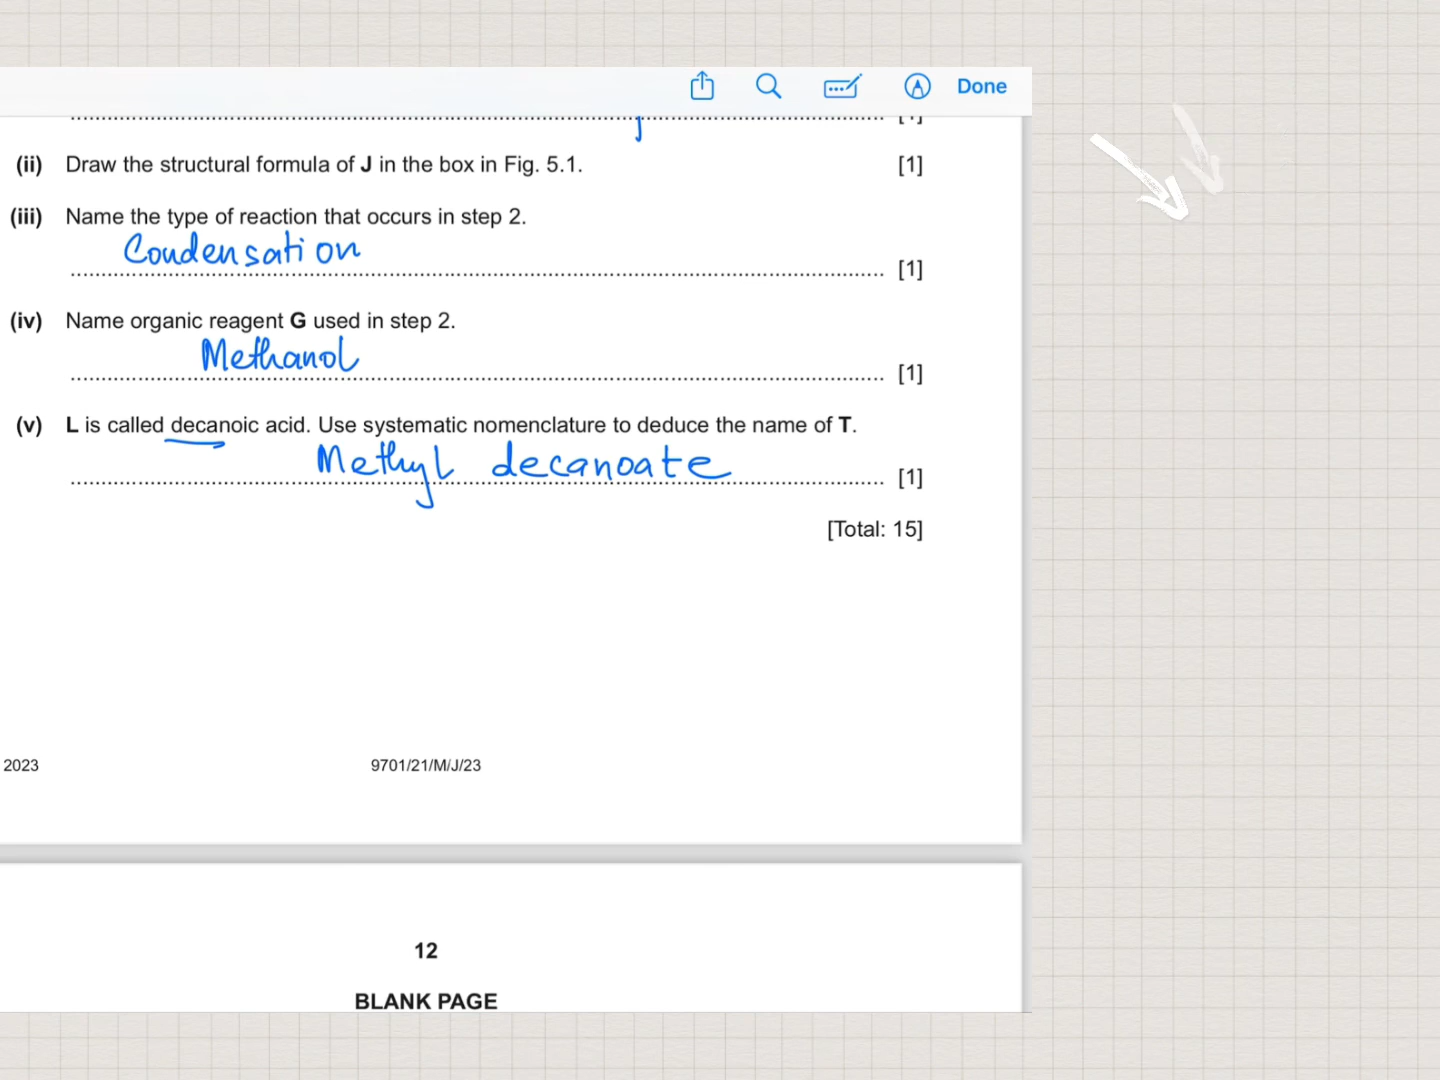 Done
[1]
(ii) Draw the structural formula of J in the box in Fig. 5.1. [1]
(iii) Name the type of reaction that occurs in step 2.
Condensation
[1]
(iv) Name organic reagent G used in step 2.
Methanol
[1]
(v) L is called decanoic acid. Use systematic nomenclature to deduce the name of T.
Methyl decanoate
[1]
[Total: 15]
2023 9701/21/M/J/23
12
BLANK PAGE